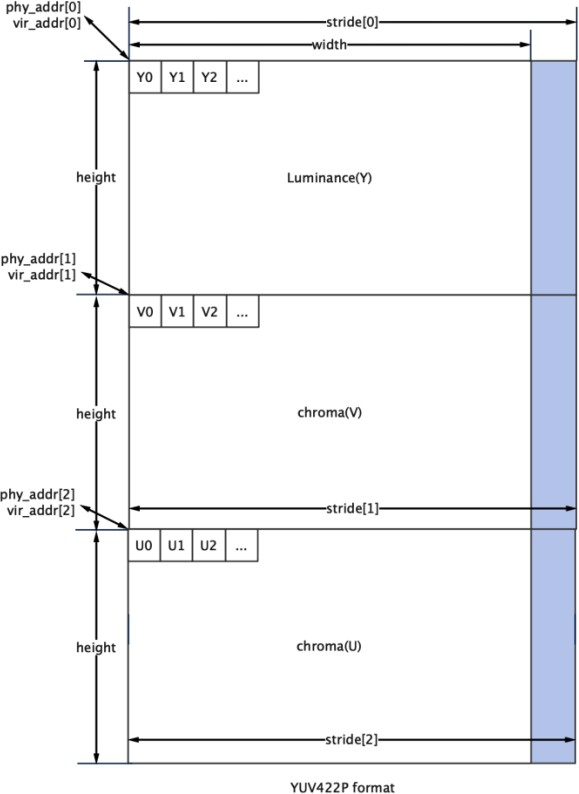 phy_addr[0]
vir_addr[0]
stride[0]
width
Y0 Y1 Y2 ...
height
Luminance(Y)
phy_addr[1]
vir_addr[1]
V0 V1 V2 ...
height
chroma(V)
phy_addr[2]
vir_addr[2]
stride[1]
U0 U1 U2 ...
height
chroma(U)
stride[2]
YUV422P format